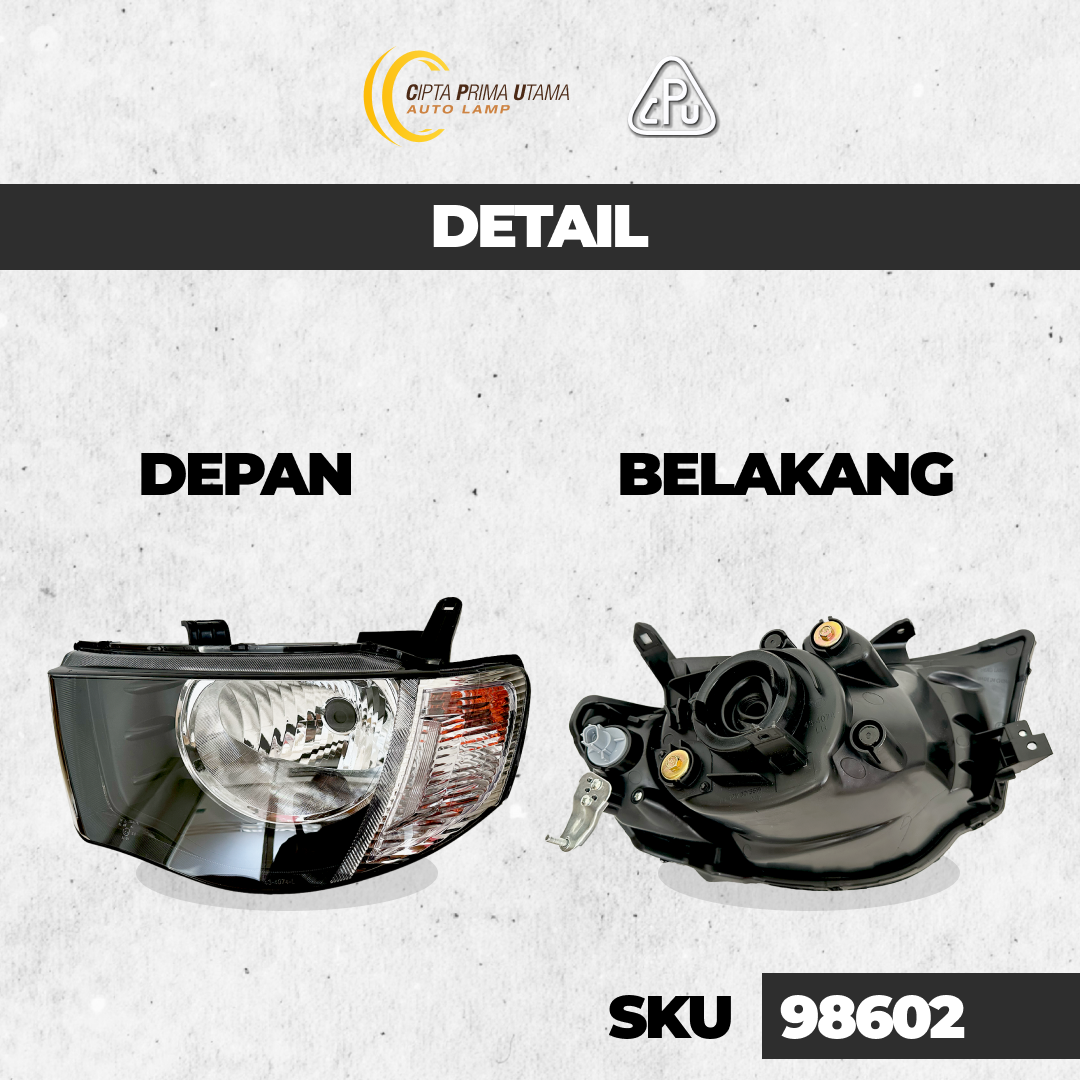 CIPTA PRIMA UTAMA
AUTO LAMP
CPU
DETAIL
DEPAN
BELAKANG
SKU 98602